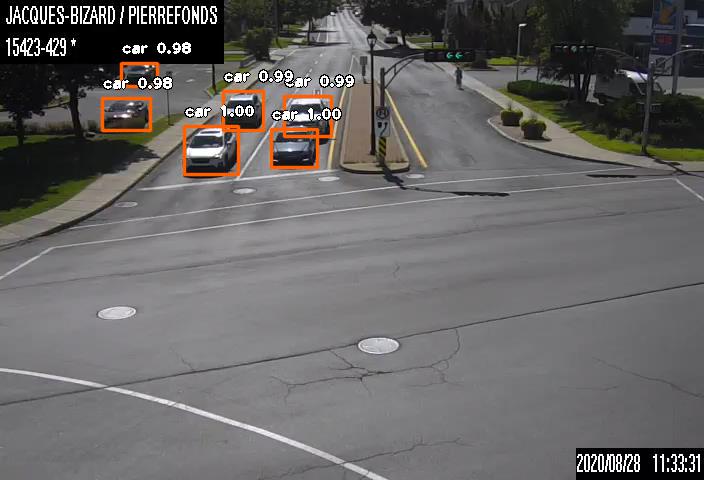 JACQUES-BIZARD / PIERREFONDS
15423-429 *
car 0.98
car 0.98
car 0.99
car 0.99
car 1.00
car 1.00
2020/08/28 11:33:31